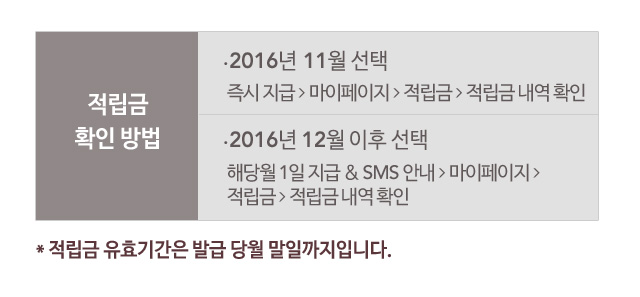 적립금
확인 방법
·2016년 11월 선택
즉시 지급 > 마이페이지 > 적립금 > 적립금 내역 확인
·2016년 12월 이후 선택
해당월 1일 지급 & SMS 안내 > 마이페이지 >
적립금 > 적립금 내역 확인
* 적립금 유효기간은 발급 당월 말일까지입니다.